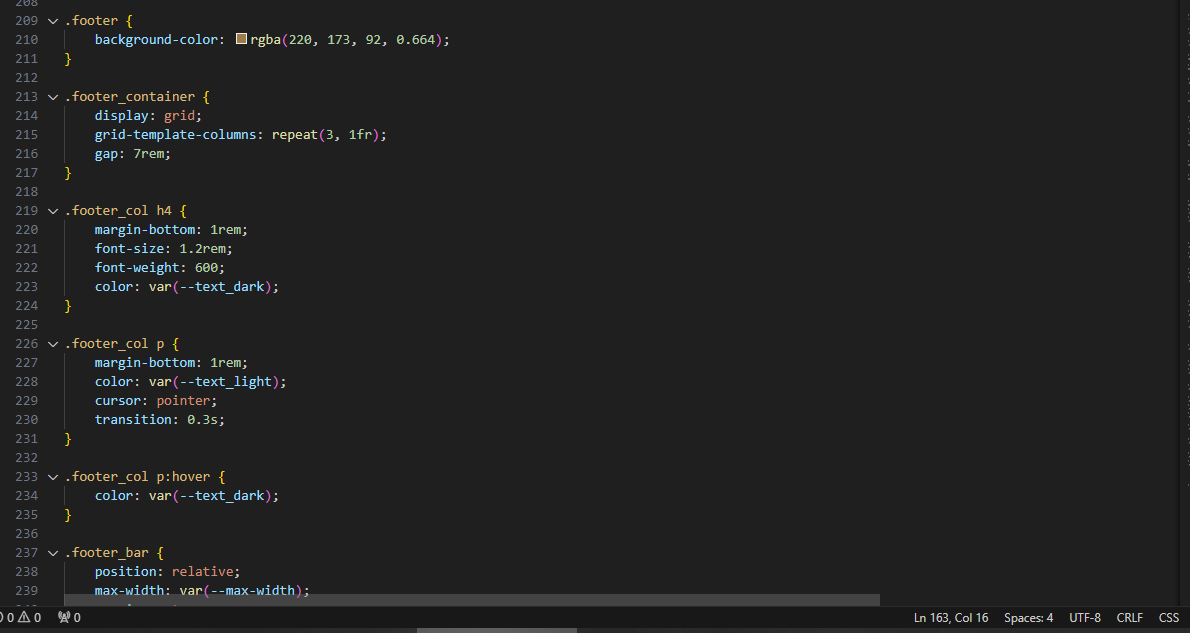 208
209 .footer {
210 background-color: rgba(220, 173, 92, 0.664);
211 }
212
213 .footer_container {
214 display: grid;
215 grid-template-columns: repeat(3, 1fr);
216 gap: 7rem;
217 }
218
219 .footer_col h4 {
220 margin-bottom: 1rem;
221 font-size: 1.2rem;
222 font-weight: 600;
223 color: var(--text_dark);
224 }
225
226 .footer_col p {
227 margin-bottom: 1rem;
228 color: var(--text_light);
229 cursor: pointer;
230 transition: 0.3s;
231 }
232
233 .footer_col p:hover {
234 color: var(--text_dark);
235 }
236
237 .footer_bar {
238 position: relative;
239 max-width: var(--max-width);
0 0 0 Ln 163, Col 16 Spaces: 4 UTF-8 CRLF CSS